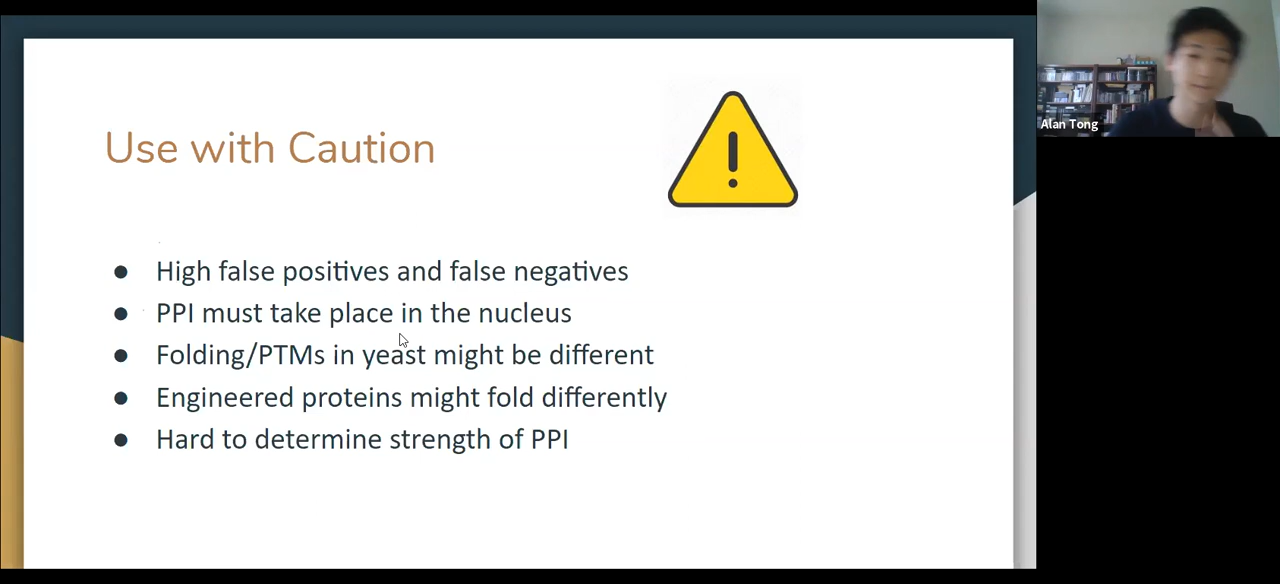 Use with Caution
High false positives and false negatives
PPI must take place in the nucleus
Folding/PTMs in yeast might be different
Engineered proteins might fold differently
Hard to determine strength of PPI
Alan Tong